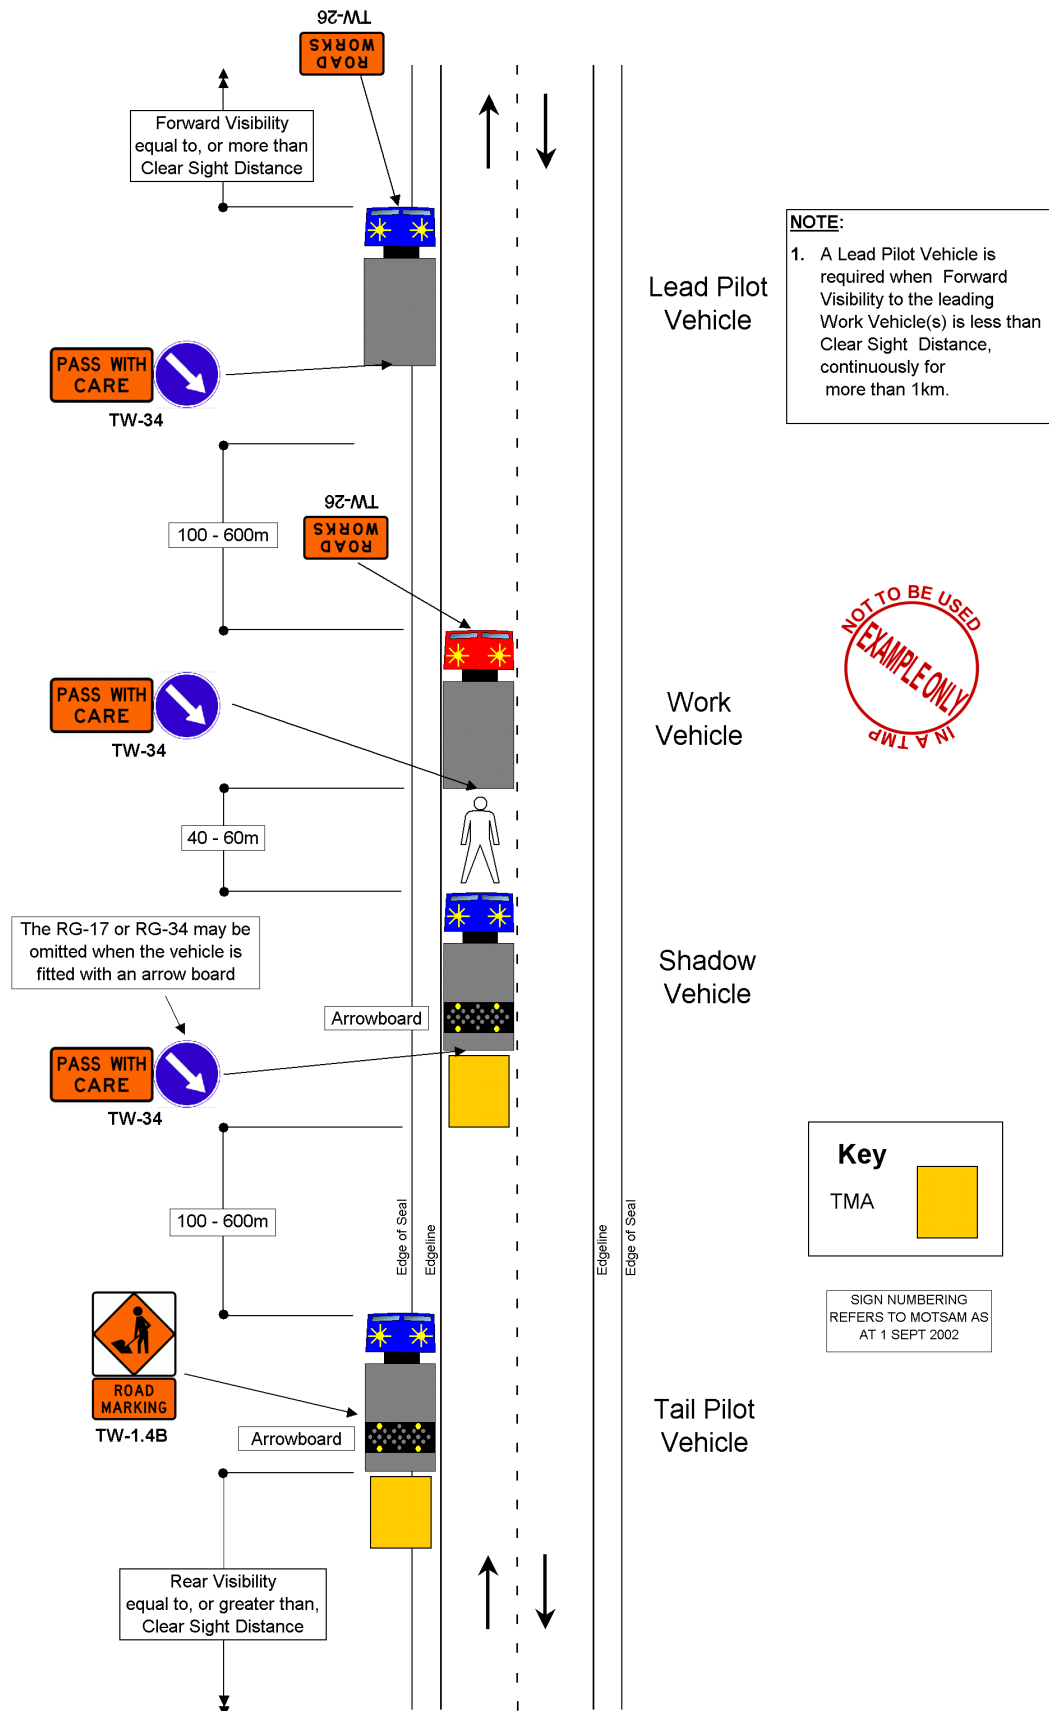 TW-26
ROAD
WORKS
Forward Visibility
equal to, or more than
Clear Sight Distance
Lead Pilot
Vehicle
NOTE:
1. A Lead Pilot Vehicle is
required when Forward
Visibility to the leading
Work Vehicle(s) is less than
Clear Sight Distance,
continuously for
more than 1km.
PASS WITH
CARE
TW-34
TW-26
ROAD
WORKS
100 - 600m
NOT TO BE USED
EXAMPLE ONLY
IN A TMP
PASS WITH
CARE
TW-34
Work
Vehicle
40 - 60m
The RG-17 or RG-34 may be
omitted when the vehicle is
fitted with an arrow board
Shadow
Vehicle
Arrowboard
PASS WITH
CARE
TW-34
Key
TMA
100 - 600m
Edge of Seal
Edgeline
Edgeline
Edge of Seal
SIGN NUMBERING
REFERS TO MOTSAM AS
AT 1 SEPT 2002
ROAD
MARKING
TW-1.4B
Arrowboard
Tail Pilot
Vehicle
Rear Visibility
equal to, or greater than,
Clear Sight Distance